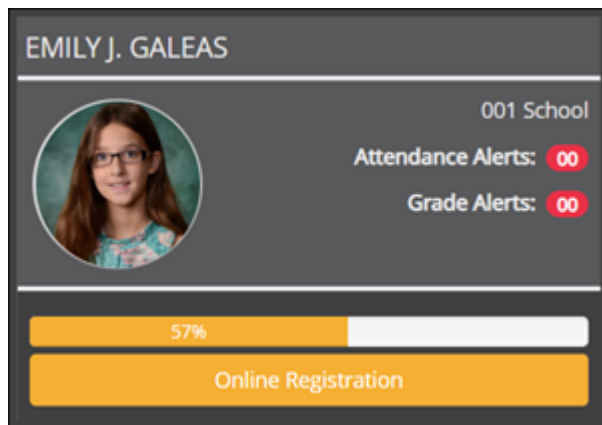 EMILY J. GALEAS
001 School
Attendance Alerts: 00
Grade Alerts: 00
57%
Online Registration